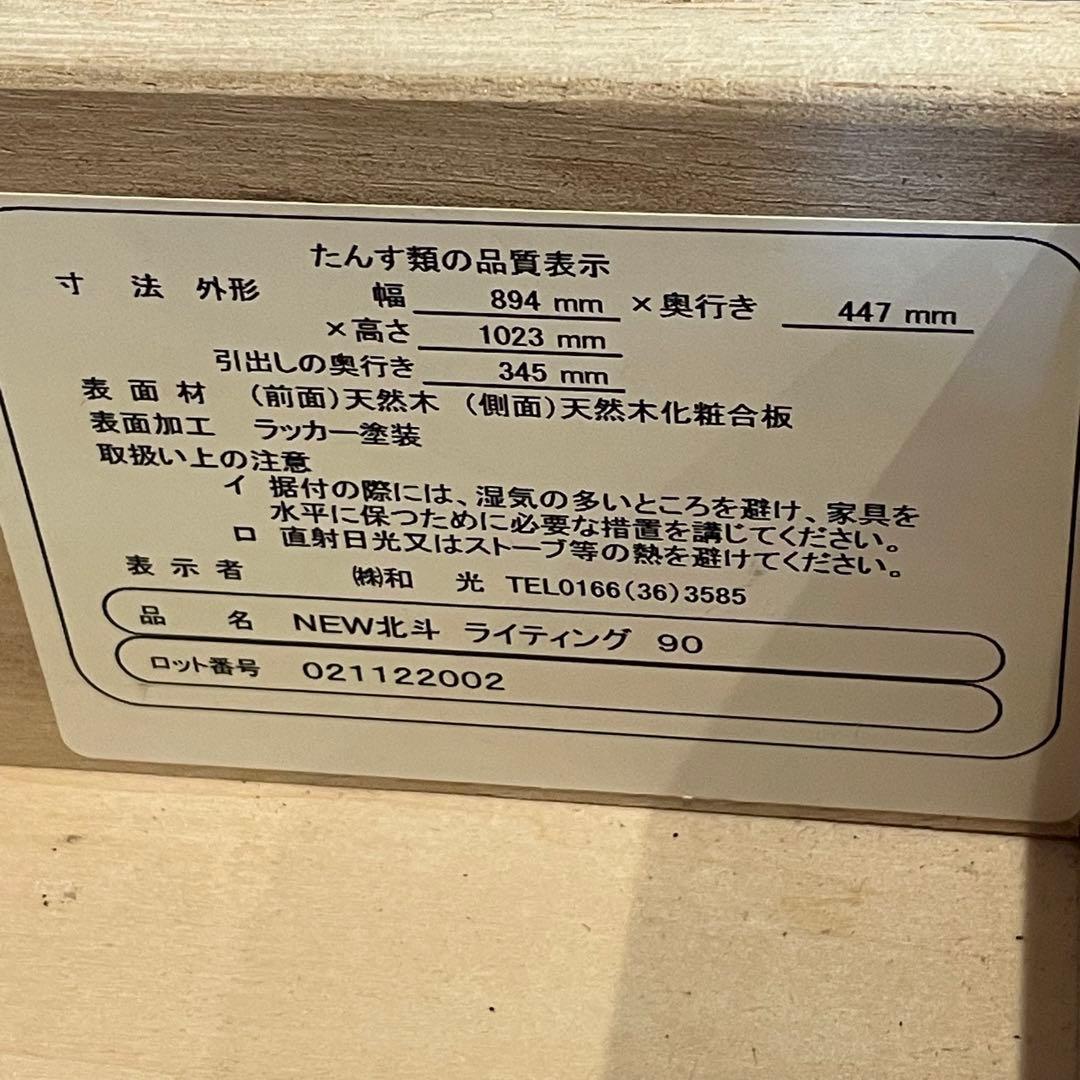 たんす類の品質表示
寸 法 外形 幅 894 mm ×奥行き 447 mm
×高さ 1023 mm
引出しの奥行き 345 mm
表 面 材 (前面)天然木 (側面)天然木化粧合板
表面加工 ラッカー塗装
取扱い上の注意
イ 据付の際には、湿気の多いところを避け、家具を
水平に保つために必要な措置を講じてください。
ロ 直射日光又はストーブ等の熱を避けてください。
表 示 者 ㈱和 光 TEL0166(36)3585
品 名 NEW北斗 ライティング 90
ロット番号 021122002